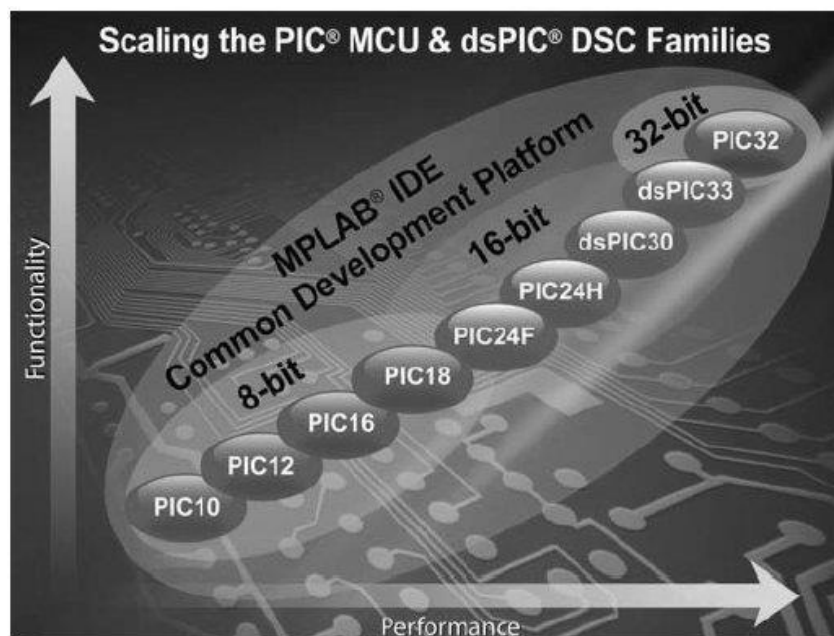 Scaling the PIC® MCU & dsPIC® DSC Families
Functionality
MPLAB® IDE
Common Development Platform
32-bit
PIC32
dsPIC33
16-bit
dsPIC30
PIC24H
PIC24F
8-bit
PIC18
PIC16
PIC12
PIC10
Performance